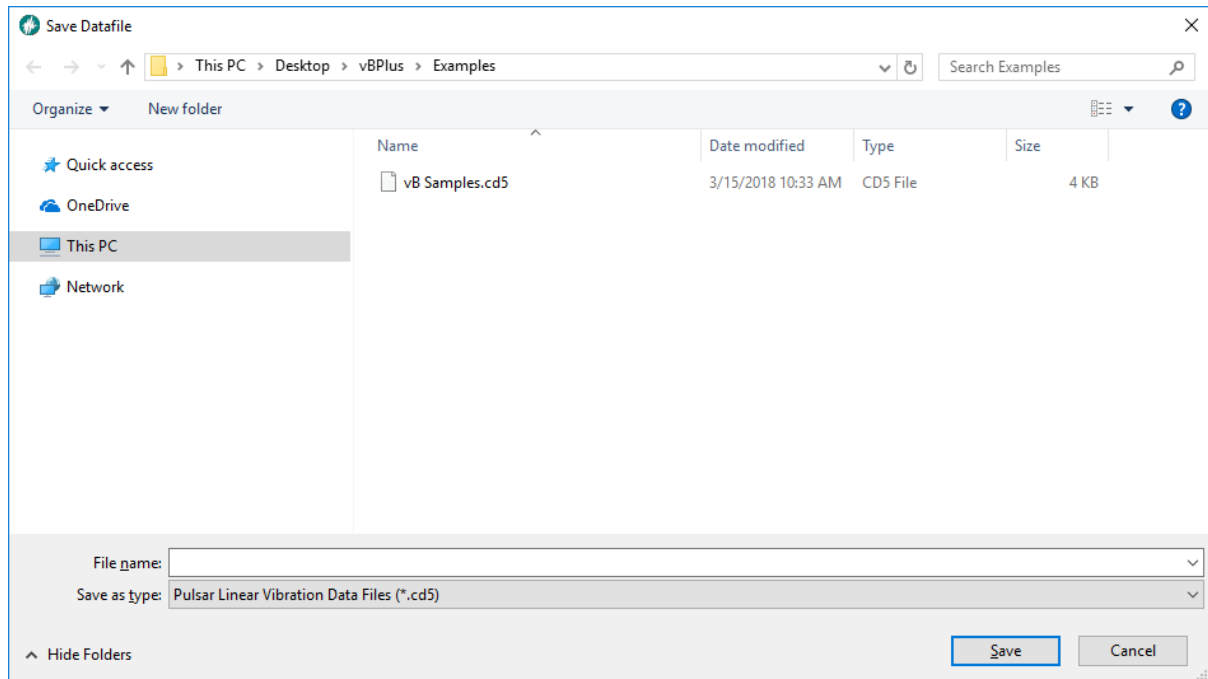 Save Datafile
This PC > Desktop > vBPlus > Examples
Search Examples
Organize
New folder
?
Name
Date modified
Type
Size
Quick access
vB Samples.cd5
3/15/2018 10:33 AM
CD5 File
4 KB
OneDrive
This PC
Network
File name:
Save as type: Pulsar Linear Vibration Data Files (*.cd5)
Hide Folders
Save
Cancel